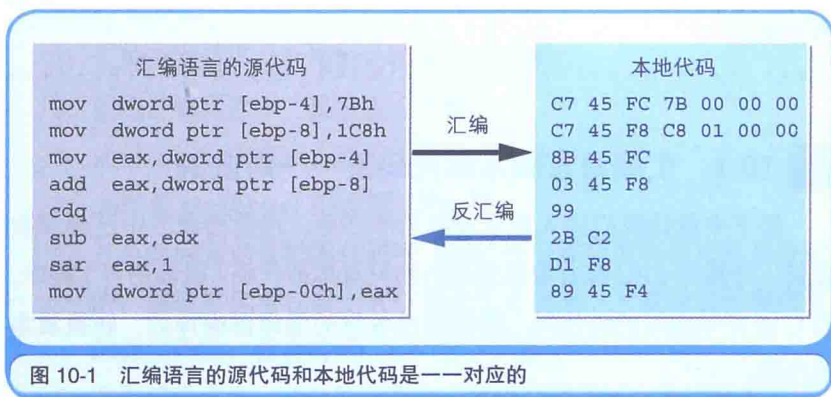 汇编语言的源代码
mov dword ptr [ebp-4],7Bh
mov dword ptr [ebp-8],1C8h
mov eax,dword ptr [ebp-4]
add eax,dword ptr [ebp-8]
cdq
sub eax,edx
sar eax,1
mov dword ptr [ebp-0Ch],eax
汇编
反汇编
本地代码
C7 45 FC 7B 00 00 00
C7 45 F8 C8 01 00 00
8B 45 FC
03 45 F8
99
2B C2
D1 F8
89 45 F4
图 10-1 汇编语言的源代码和本地代码是一一对应的